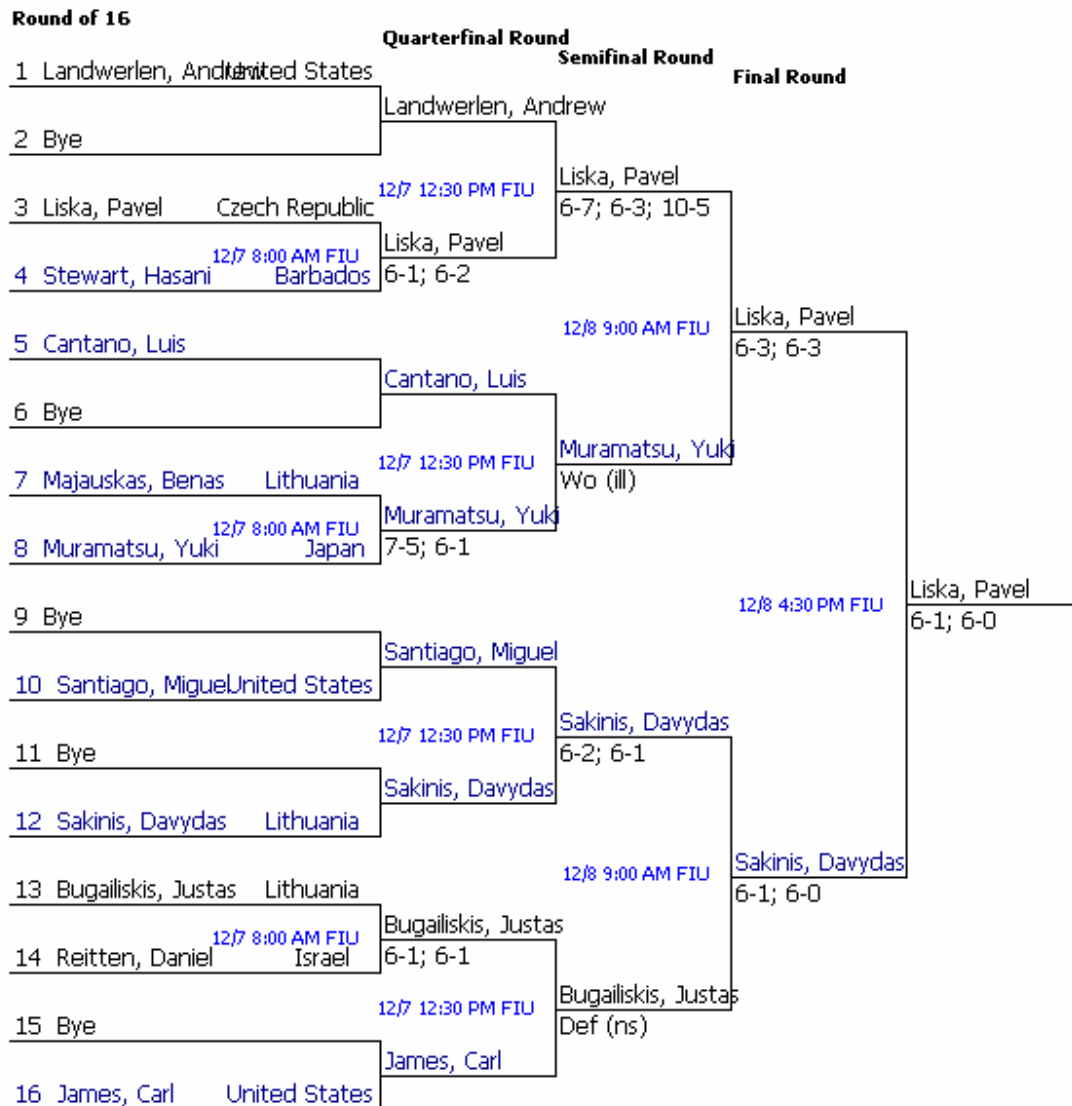 Round of 16
Quarterfinal Round
Semifinal Round
Final Round
1 Landwerlen, Andrew United States
Landwerlen, Andrew
2 Bye
12/7 12:30 PM FIU
Liska, Pavel
6-7; 6-3; 10-5
3 Liska, Pavel Czech Republic
12/7 8:00 AM FIU
Liska, Pavel
6-1; 6-2
4 Stewart, Hasani Barbados
12/8 9:00 AM FIU
Liska, Pavel
6-3; 6-3
5 Cantano, Luis
Cantano, Luis
6 Bye
12/7 12:30 PM FIU
Muramatsu, Yuki
Wo (ill)
7 Majauskas, Benas Lithuania
12/7 8:00 AM FIU
Muramatsu, Yuki
7-5; 6-1
8 Muramatsu, Yuki Japan
12/8 4:30 PM FIU
Liska, Pavel
6-1; 6-0
9 Bye
Santiago, Miguel
10 Santiago, Miguel United States
12/7 12:30 PM FIU
Sakinis, Davydas
6-2; 6-1
11 Bye
Sakinis, Davydas
12 Sakinis, Davydas Lithuania
12/8 9:00 AM FIU
Sakinis, Davydas
6-1; 6-0
13 Bugailiskis, Justas Lithuania
12/7 8:00 AM FIU
Bugailiskis, Justas
6-1; 6-1
14 Reitten, Daniel Israel
12/7 12:30 PM FIU
Bugailiskis, Justas
Def (ns)
15 Bye
James, Carl
16 James, Carl United States